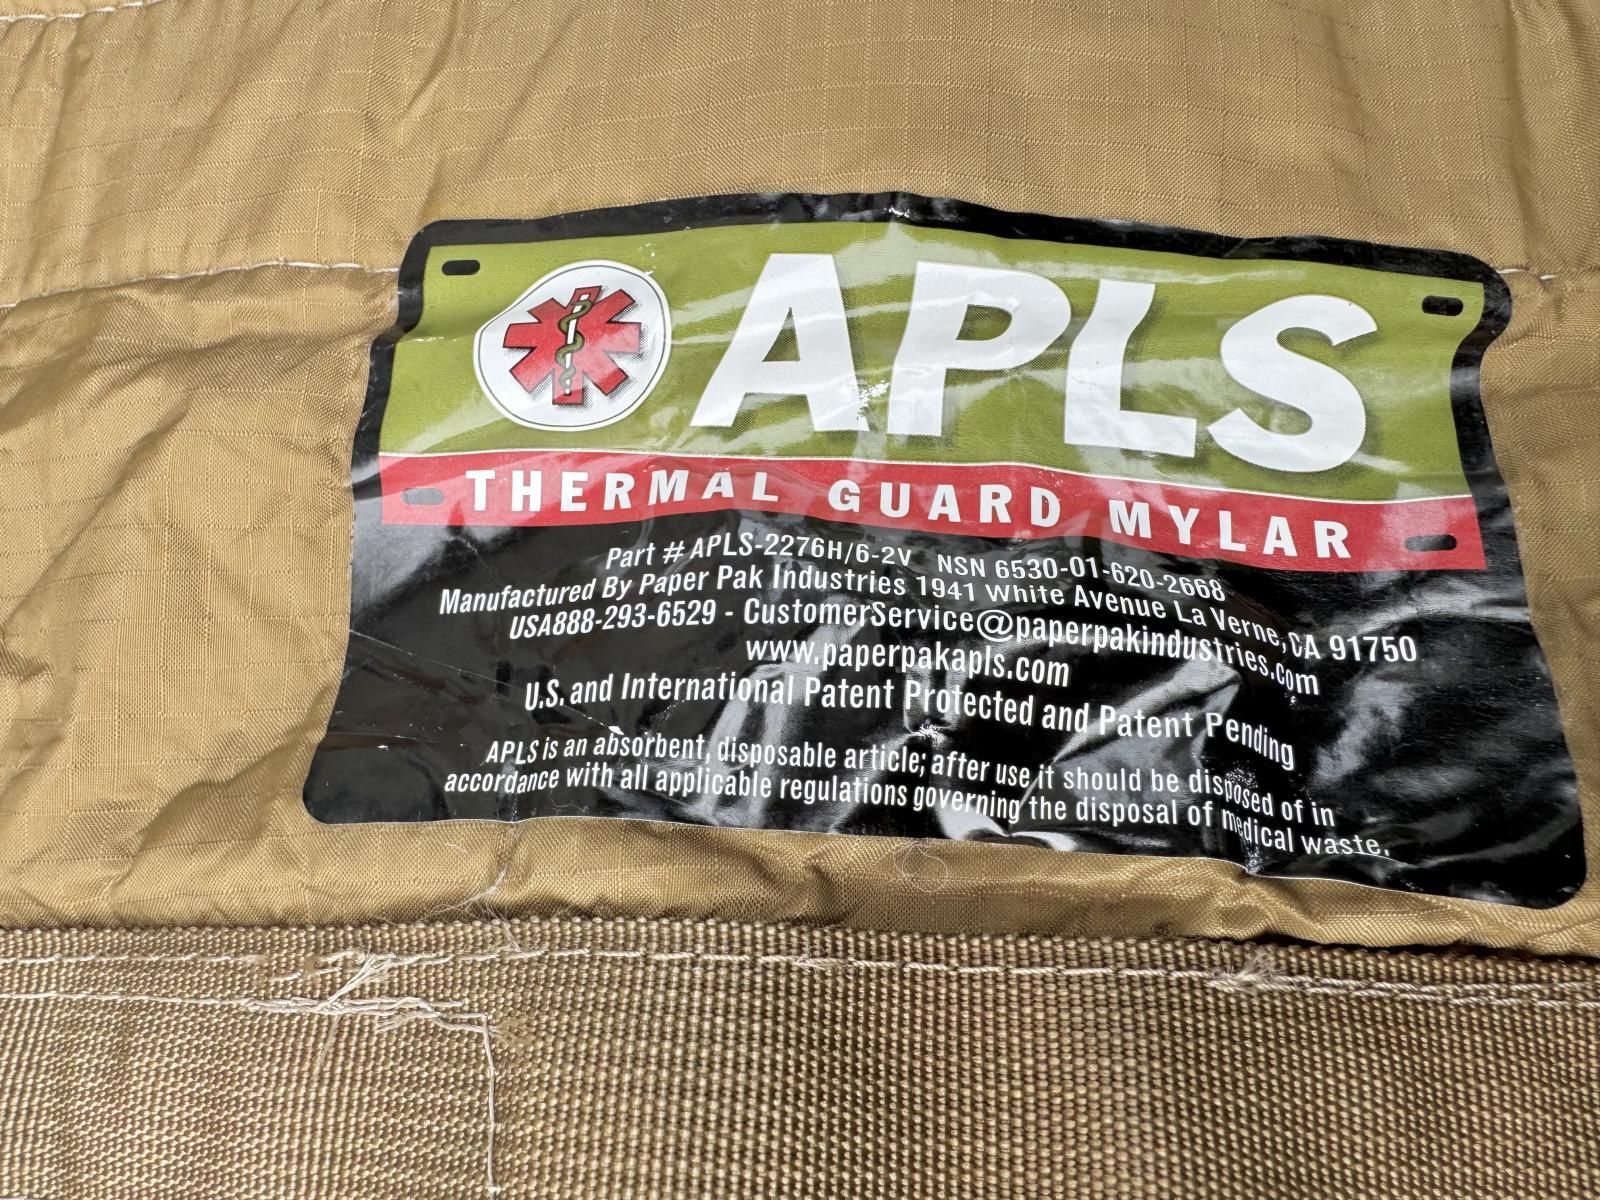 APLS
THERMAL GUARD MYLAR
Part # APLS-2276H/6-2V NSN 6530-01-620-2668
Manufactured By Paper Pak Industries 1941 White Avenue La Verne, CA 91750
USA888-293-6529 - CustomerService@paperpakindustries.com
www.paperpakapls.com
U.S. and International Patent Protected and Patent Pending
APLS is an absorbent, disposable article; after use it should be disposed of in
accordance with all applicable regulations governing the disposal of medical waste.